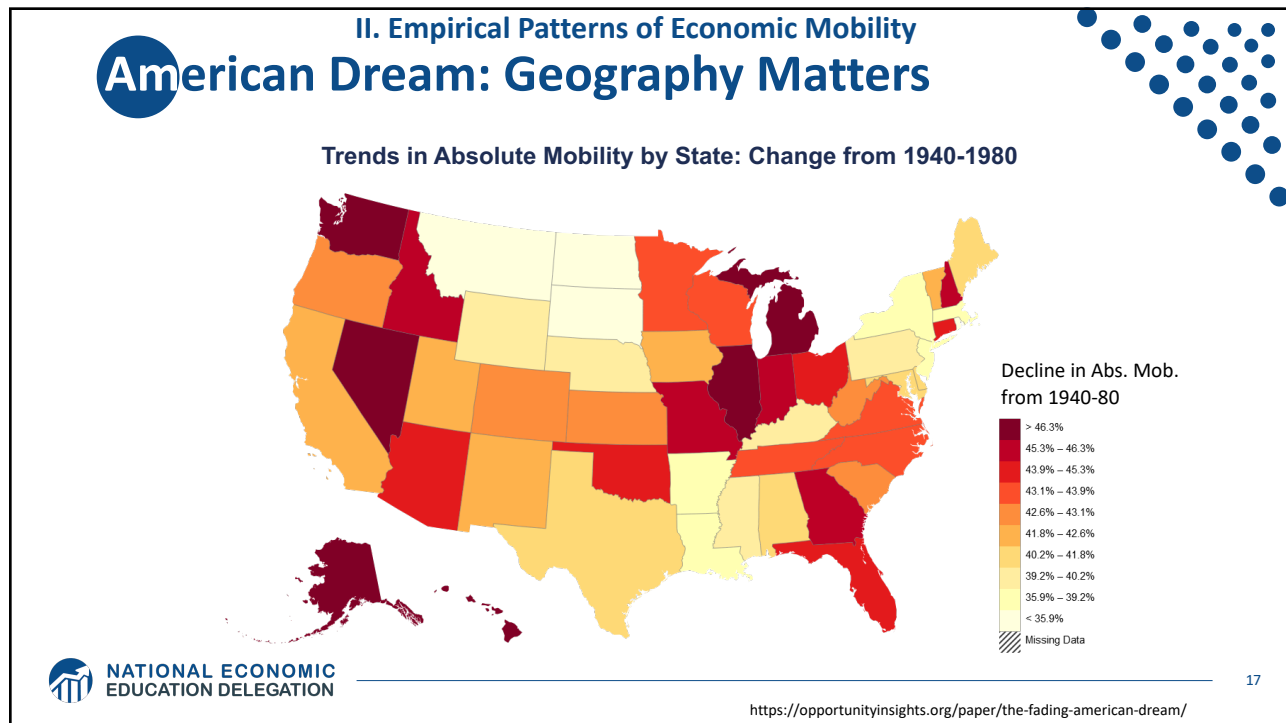 II. Empirical Patterns of Economic Mobility
American Dream: Geography Matters
Trends in Absolute Mobility by State: Change from 1940-1980
Decline in Abs. Mob.
from 1940-80
> 46.3%
45.3% – 46.3%
43.9% – 45.3%
43.1% – 43.9%
42.6% – 43.1%
41.8% – 42.6%
40.2% – 41.8%
39.2% – 40.2%
35.9% – 39.2%
< 35.9%
Missing Data
NATIONAL ECONOMIC
EDUCATION DELEGATION
17
https://opportunityinsights.org/paper/the-fading-american-dream/